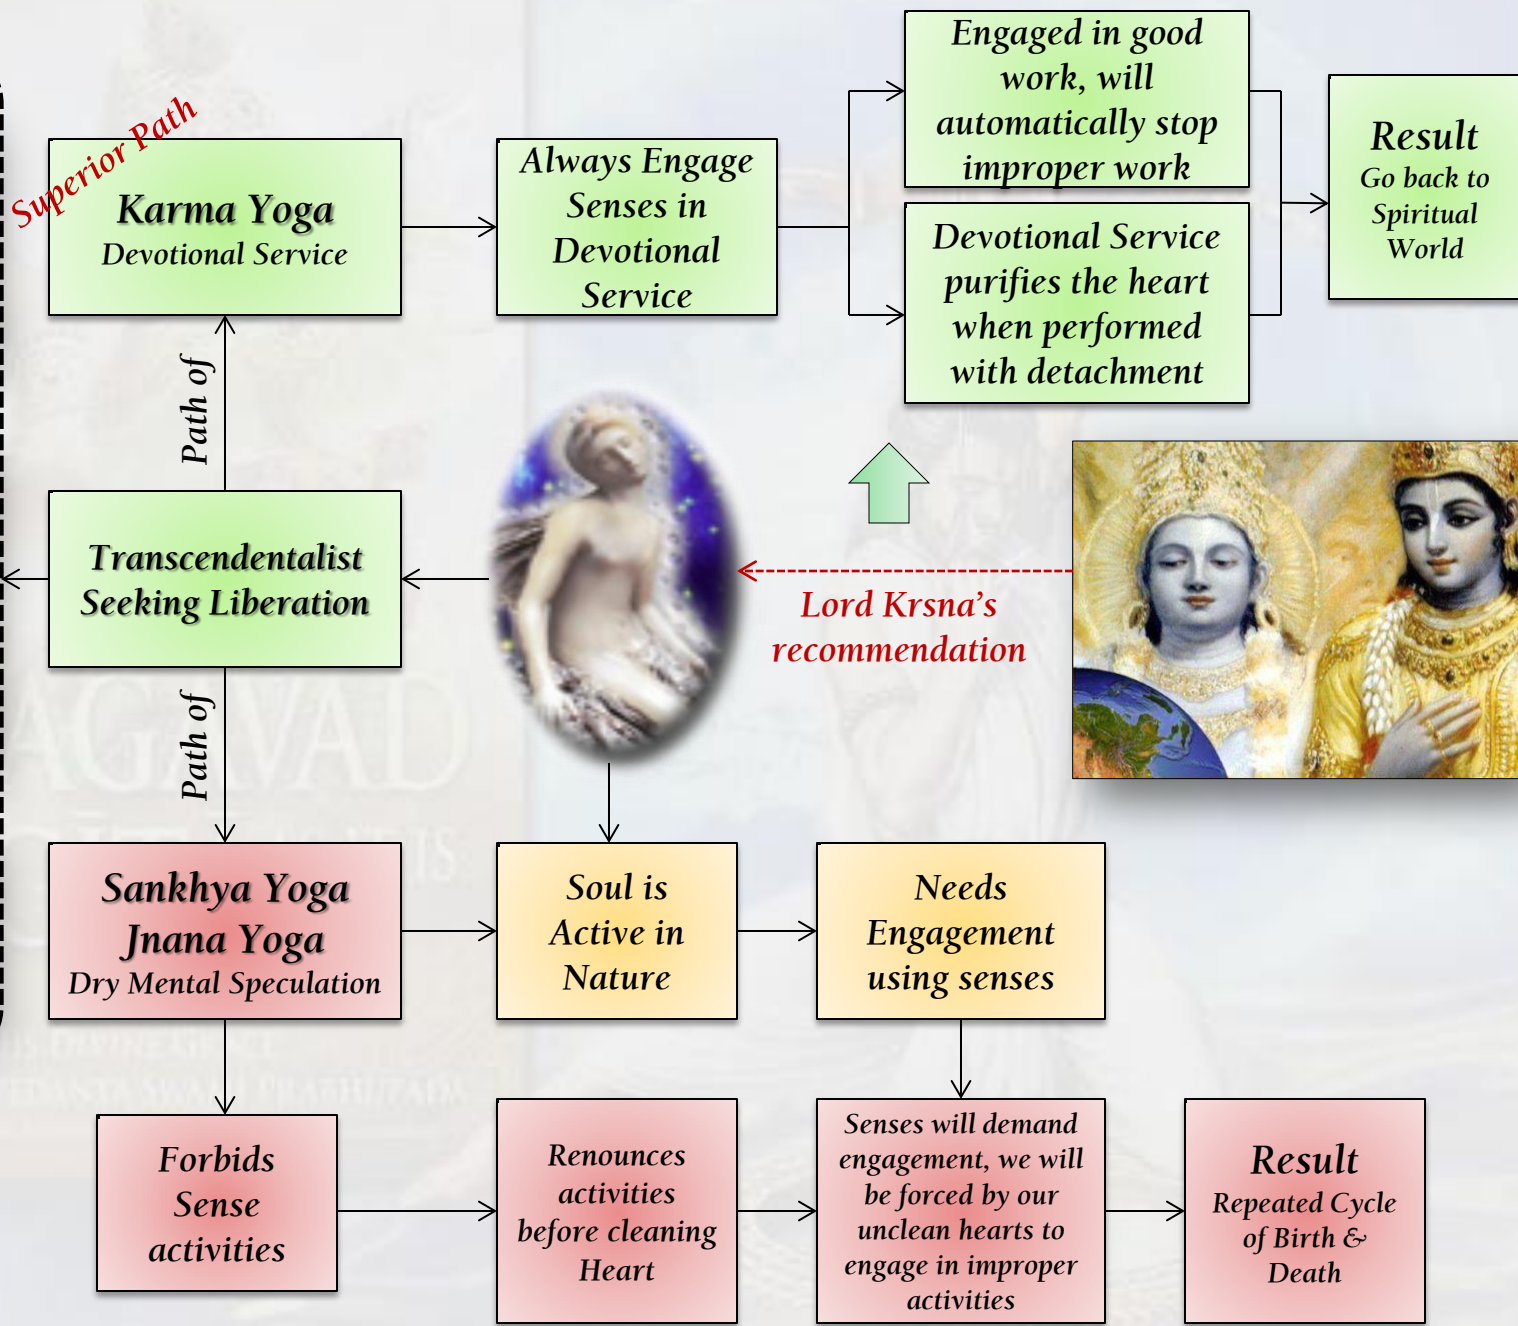 Superior Path
Karma Yoga
Devotional Service
Always Engage
Senses in
Devotional
Service
Engaged in good
work, will
automatically stop
improper work
Devotional Service
purifies the heart
when performed
with detachment
Result
Go back to
Spiritual
World
Path of
Transcendentalist
Seeking Liberation
Lord Krsna’s
recommendation
Path of
Sankhya Yoga
Jnana Yoga
Dry Mental Speculation
Soul is
Active in
Nature
Needs
Engagement
using senses
Forbids
Sense
activities
Renounces
activities
before cleaning
Heart
Senses will demand
engagement, we will
be forced by our
unclean hearts to
engage in improper
activities
Result
Repeated Cycle
of Birth &
Death